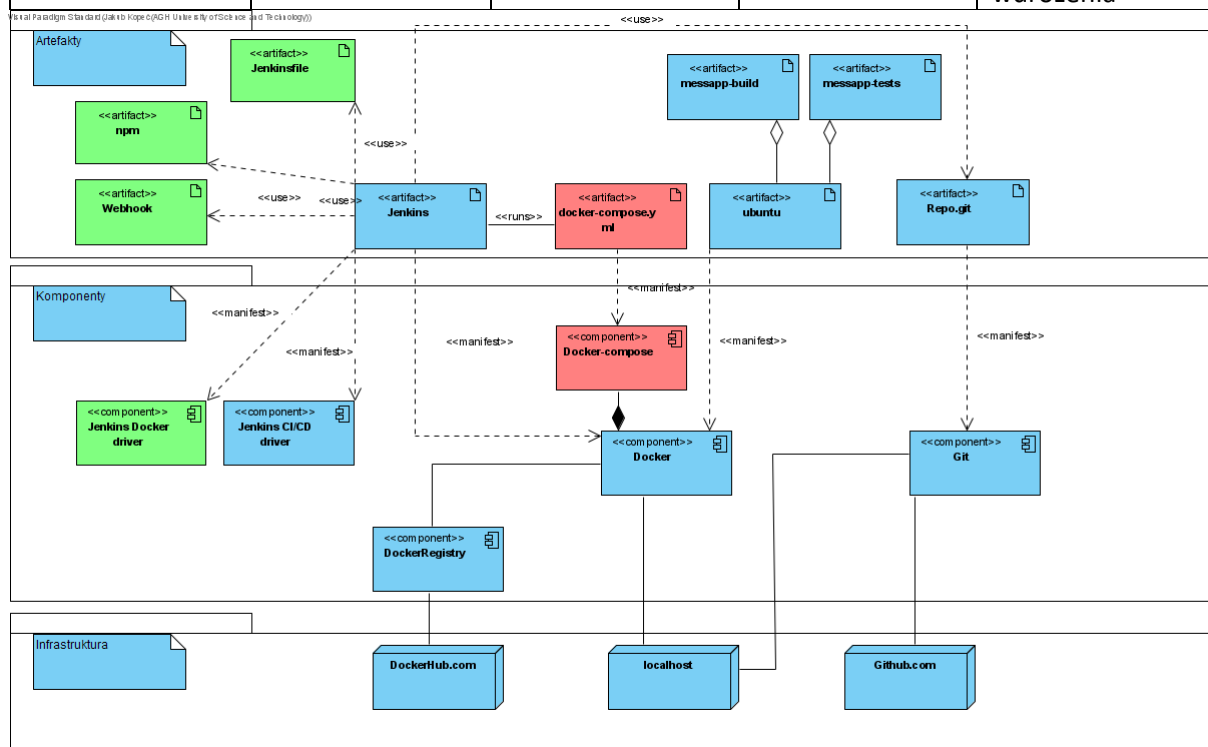 wdrożenia
Visual Paradigm Standard (Jakub Kopeć(AGH University of Science and Technology))
<<use>>
Artefakty
<<artifact>>
Jenkinsfile
<<artifact>>
messapp-build
<<artifact>>
messapp-tests
<<artifact>>
npm
<<use>>
<<artifact>>
Webhook
<<use>>
<<use>>
<<artifact>>
Jenkins
<<runs>>
<<artifact>>
docker-compose.y
ml
<<artifact>>
ubuntu
<<artifact>>
Repo.git
Komponenty
<<manifest>>
<<manifest>>
<<manifest>>
<<manifest>>
<<manifest>>
<<manifest>>
<<component>>
Docker-compose
<<component>>
Jenkins Docker
driver
<<component>>
Jenkins CI/CD
driver
<<component>>
Docker
<<component>>
Git
<<component>>
DockerRegistry
Infrastruktura
DockerHub.com
localhost
Github.com